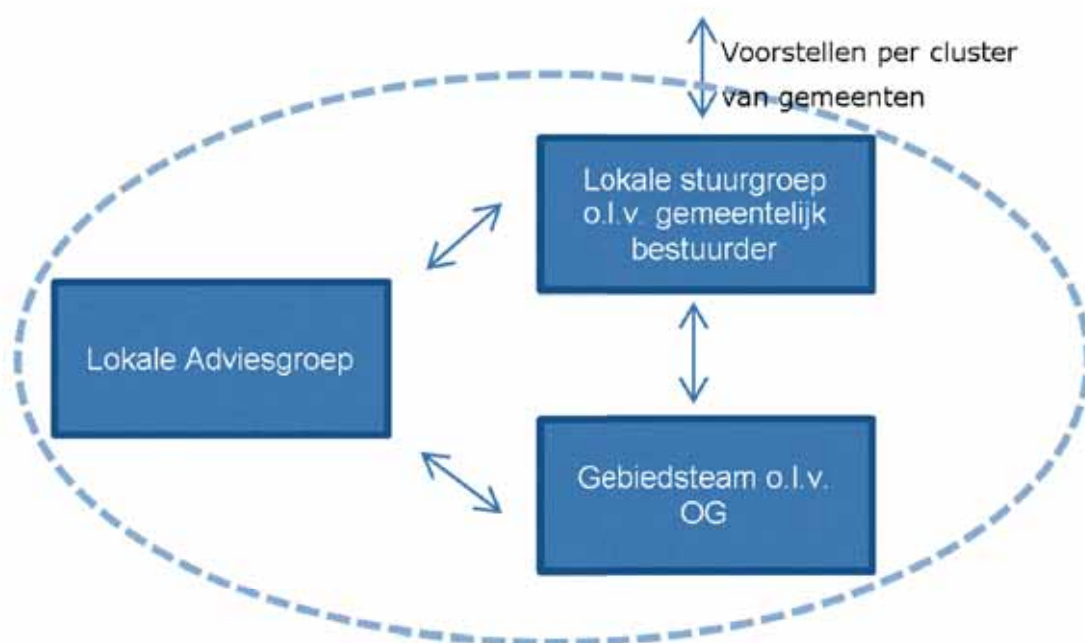 Voorstellen per cluster
van gemeenten
Lokale stuurgroep
o.l.v. gemeentelijk
bestuurder
Lokale Adviesgroep
Gebiedsteam o.l.v.
OG